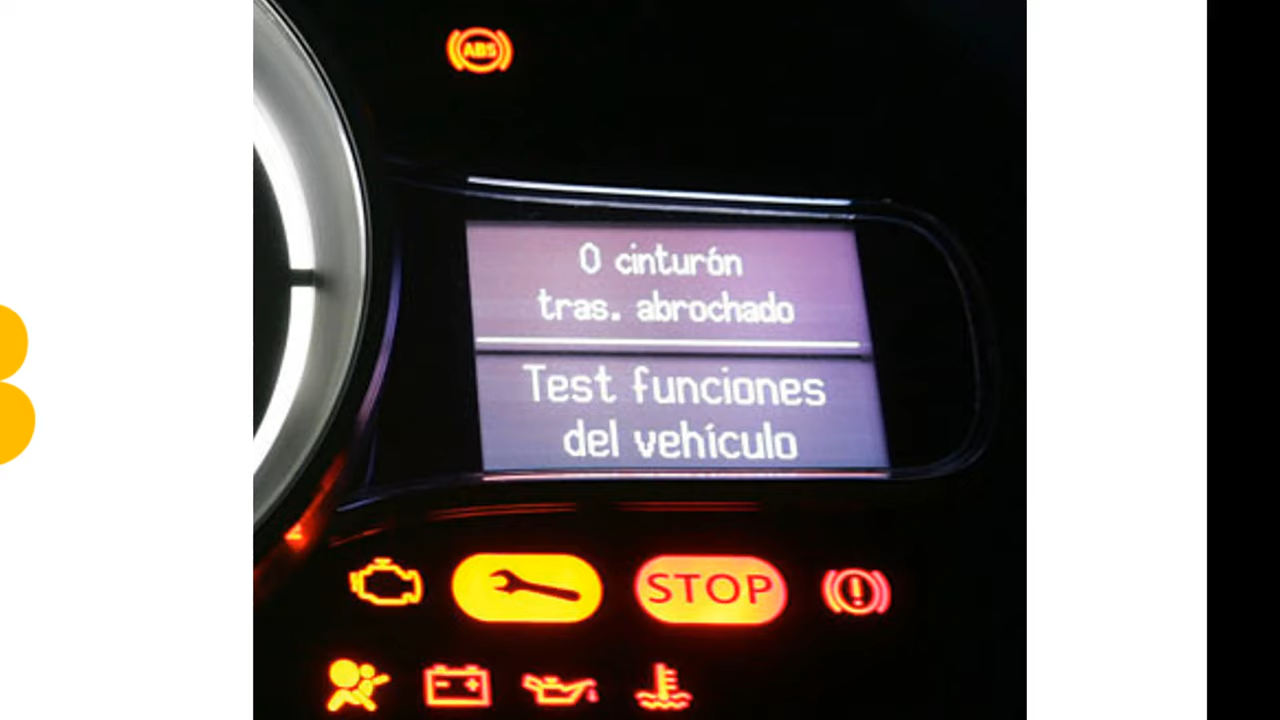 ABS
0 cinturón
tras. abrochado
Test funciones
del vehículo
STOP